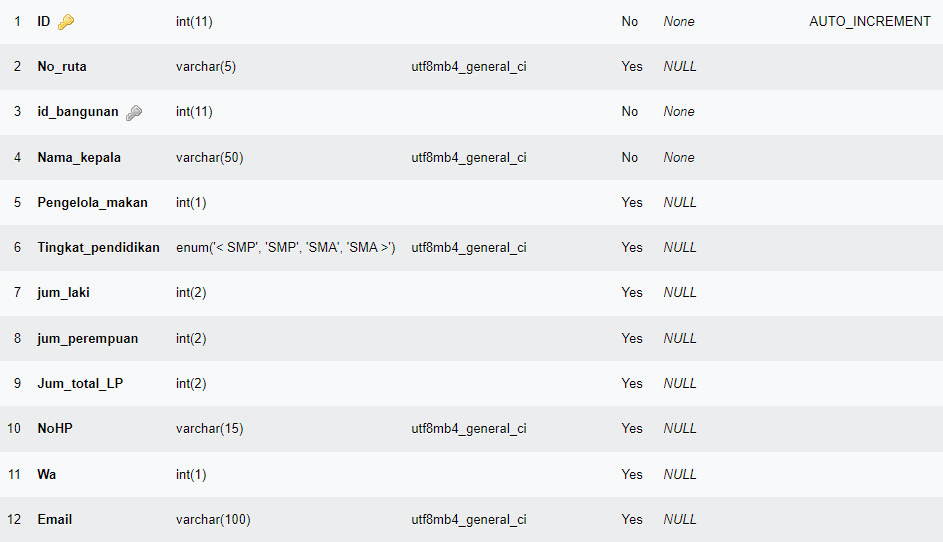 1 ID int(11) No None AUTO_INCREMENT
2 No_ruta varchar(5) utf8mb4_general_ci Yes NULL
3 id_bangunan int(11) No None
4 Nama_kepala varchar(50) utf8mb4_general_ci No None
5 Pengelola_makan int(1) Yes NULL
6 Tingkat_pendidikan enum('< SMP', 'SMP', 'SMA', 'SMA >') utf8mb4_general_ci Yes NULL
7 jum_laki int(2) Yes NULL
8 jum_perempuan int(2) Yes NULL
9 Jum_total_LP int(2) Yes NULL
10 NoHP varchar(15) utf8mb4_general_ci Yes NULL
11 Wa int(1) Yes NULL
12 Email varchar(100) utf8mb4_general_ci Yes NULL